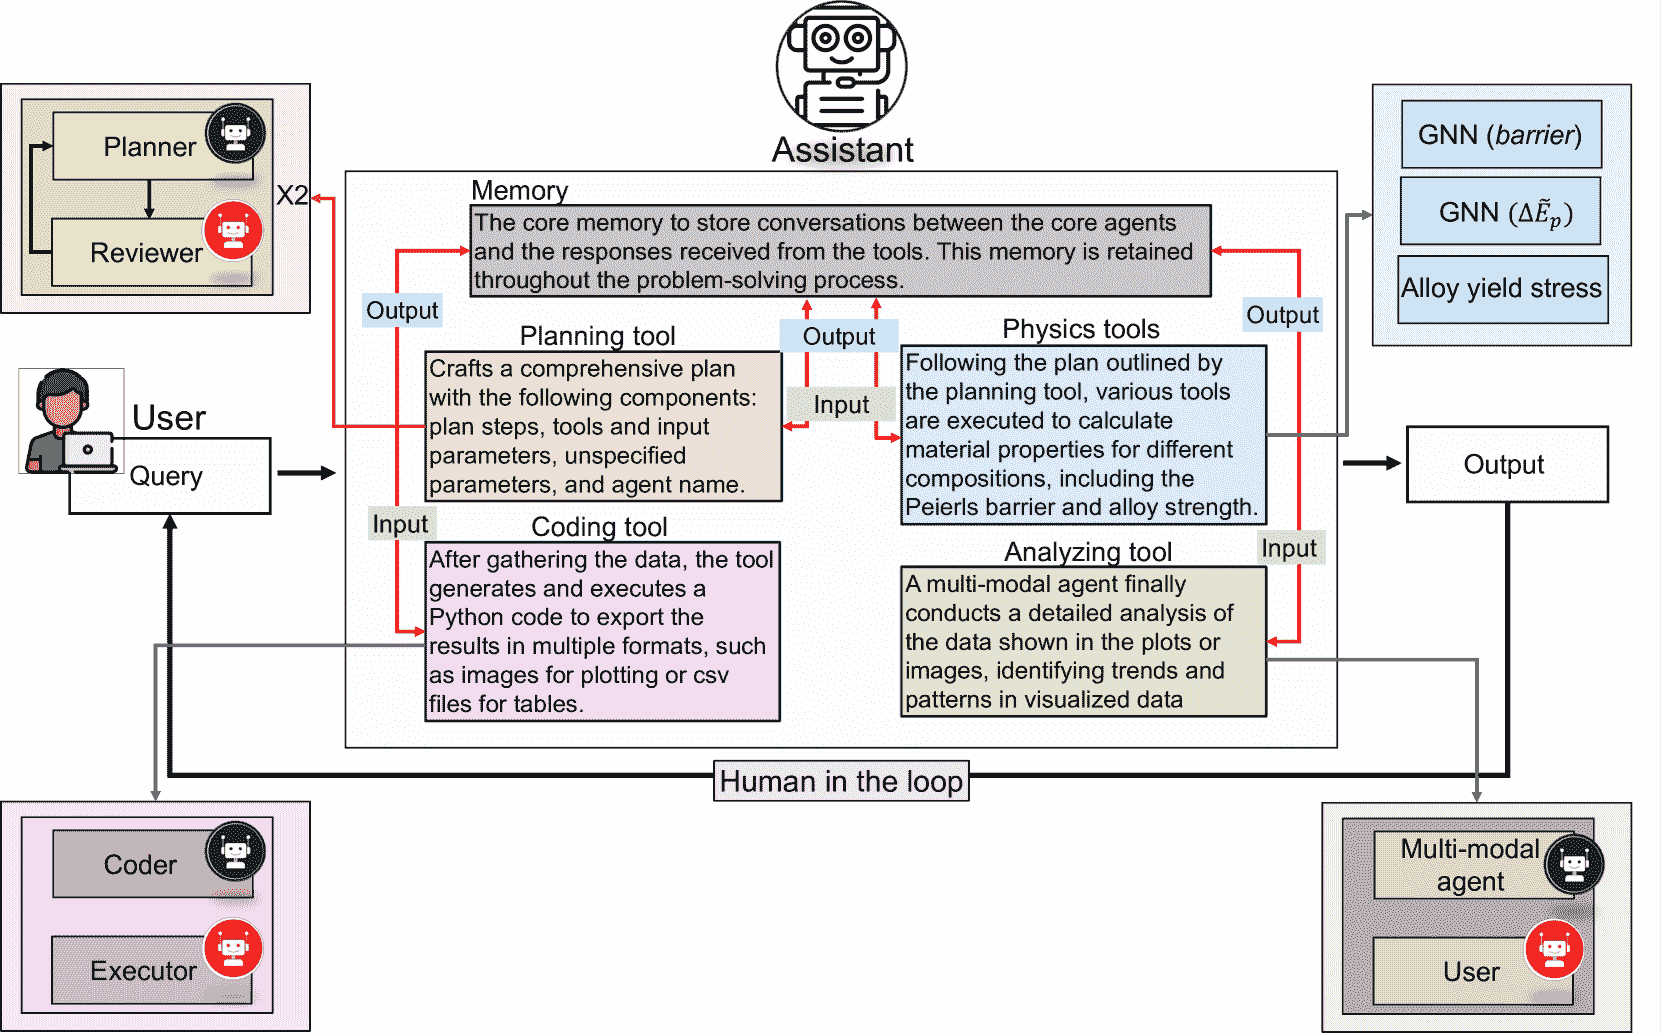 Assistant
Planner
Reviewer
X2
Memory
The core memory to store conversations between the core agents
and the responses received from the tools. This memory is retained
throughout the problem-solving process.
Output
Output
Output
Planning tool
Crafts a comprehensive plan
with the following components:
plan steps, tools and input
parameters, unspecified
parameters, and agent name.
Input
Physics tools
Following the plan outlined by
the planning tool, various tools
are executed to calculate
material properties for different
compositions, including the
Peierls barrier and alloy strength.
GNN (barrier)
GNN (ΔẼ_p)
Alloy yield stress
User
Query
Input
Coding tool
After gathering the data, the tool
generates and executes a
Python code to export the
results in multiple formats, such
as images for plotting or csv
files for tables.
Input
Analyzing tool
A multi-modal agent finally
conducts a detailed analysis of
the data shown in the plots or
images, identifying trends and
patterns in visualized data
Output
Human in the loop
Coder
Executor
Multi-modal
agent
User